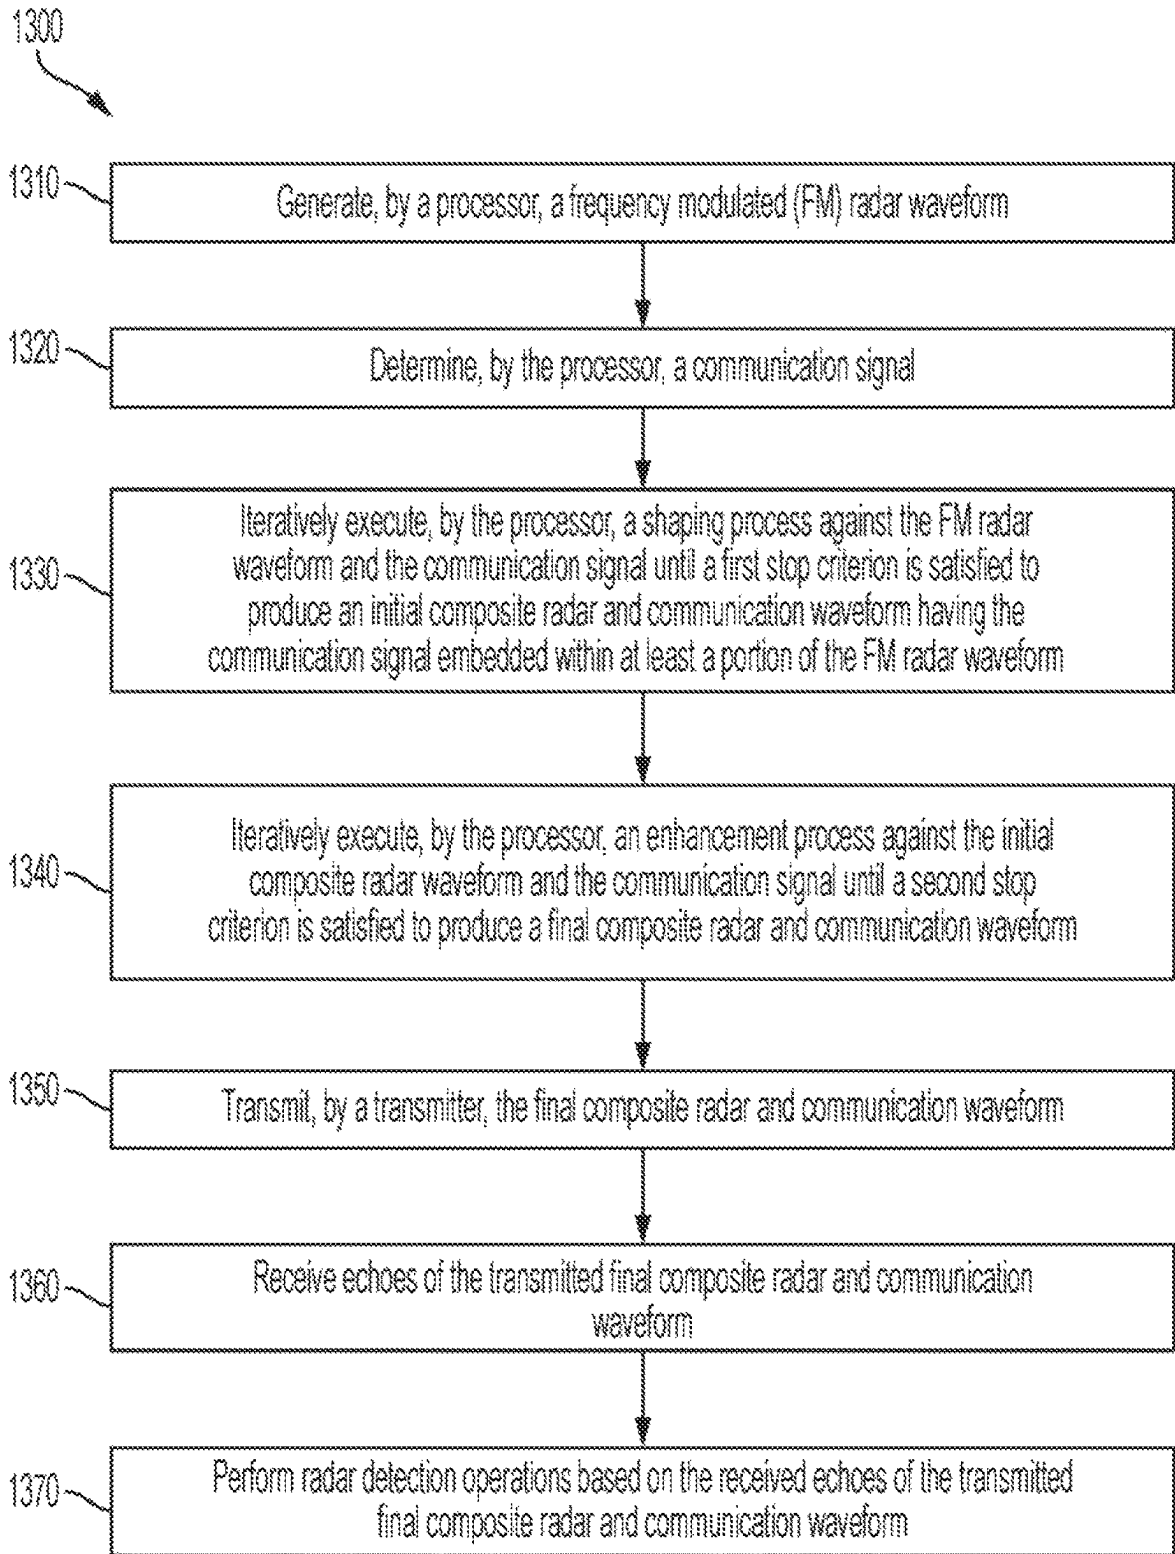 1300
1310
Generate, by a processor, a frequency modulated (FM) radar waveform
1320
Determine, by the processor, a communication signal
1330
Iteratively execute, by the processor, a shaping process against the FM radar
waveform and the communication signal until a first stop criterion is satisfied to
produce an initial composite radar and communication waveform having the
communication signal embedded within at least a portion of the FM radar waveform
1340
Iteratively execute, by the processor, an enhancement process against the initial
composite radar waveform and the communication signal until a second stop
criterion is satisfied to produce a final composite radar and communication waveform
1350
Transmit, by a transmitter, the final composite radar and communication waveform
1360
Receive echoes of the transmitted final composite radar and communication
waveform
1370
Perform radar detection operations based on the received echoes of the transmitted
final composite radar and communication waveform